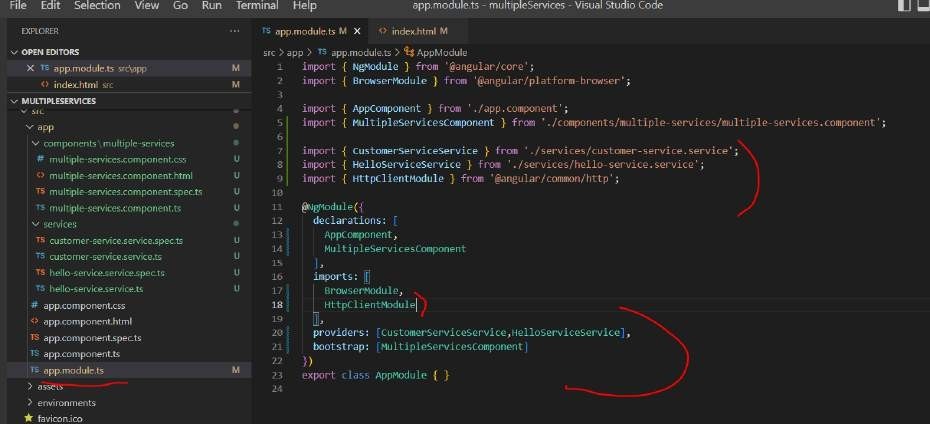 File Edit Selection View Go Run Terminal Help app.module.ts - multipleServices - Visual Studio Code
EXPLORER ...
OPEN EDITORS
TS app.module.ts src\app M
<> index.html src M
MULTIPLESERVICES
src
app
components\multiple-services
# multiple-services.component.css U
<> multiple-services.component.html U
TS multiple-services.component.spec.ts U
TS multiple-services.component.ts U
services
TS customer-service.service.spec.ts U
TS customer-service.service.ts U
TS hello-service.service.spec.ts U
TS hello-service.service.ts U
# app.component.css
<> app.component.html
TS app.component.spec.ts
TS app.component.ts
TS app.module.ts M
assets
environments
favicon.ico
TS app.module.ts M X <> index.html M
src > app > TS app.module.ts > AppModule
1 import { NgModule } from '@angular/core';
2 import { BrowserModule } from '@angular/platform-browser';
3
4 import { AppComponent } from './app.component';
5 import { MultipleServicesComponent } from './components/multiple-services/multiple-services.component';
6
7 import { CustomerServiceService } from './services/customer-service.service';
8 import { HelloServiceService } from './services/hello-service.service';
9 import { HttpClientModule } from '@angular/common/http';
10
11 @NgModule({
12 declarations: [
13 AppComponent,
14 MultipleServicesComponent
15 ],
16 imports: [
17 BrowserModule,
18 HttpClientModule
19 ],
20 providers: [CustomerServiceService,HelloServiceService],
21 bootstrap: [MultipleServicesComponent]
22 })
23 export class AppModule { }
24